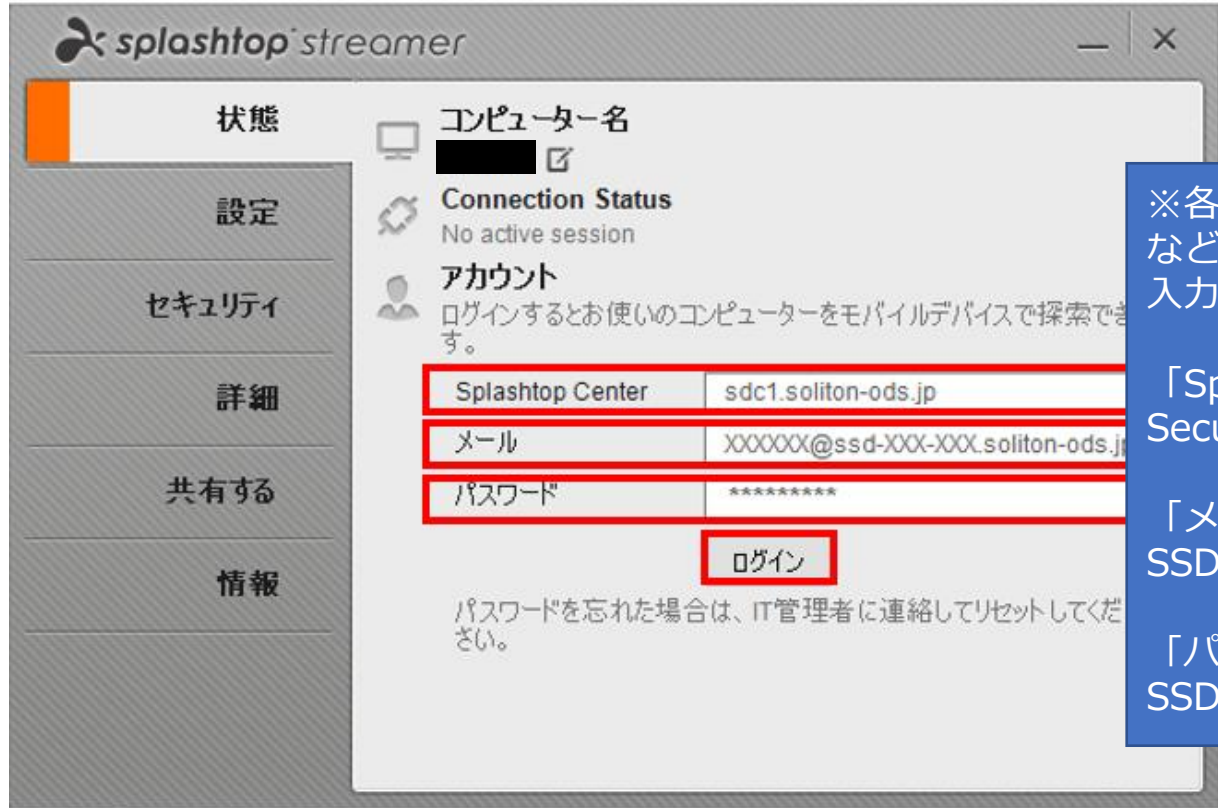 splashtop streamer
状態
設定
セキュリティ
詳細
共有する
情報
コンピューター名
Connection Status
No active session
アカウント
ログインするとお使いのコンピューターをモバイルデバイスで探索でき
す。
Splashtop Center sdc1.soliton-ods.jp
メール XXXXXX@ssd-XXX-XXX.soliton-ods.j
パスワード *********
ログイン
パスワードを忘れた場合は、IT管理者に連絡してリセットしてくだ
さい。
※各
など
入力
「Sp
Secu
「メ
SSD
「パ
SSD